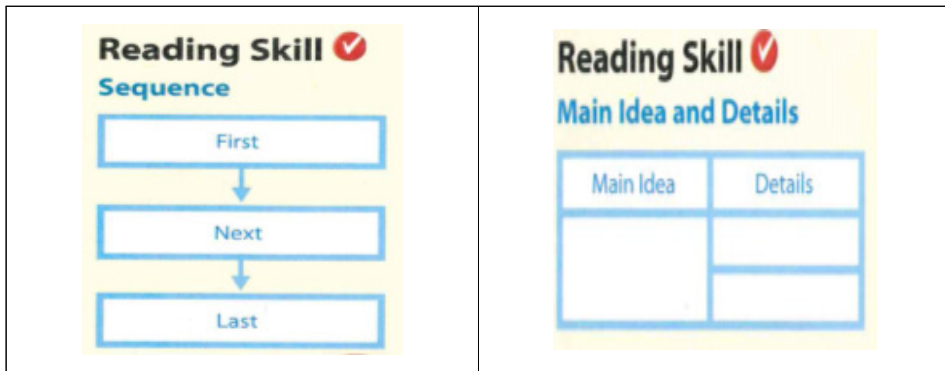 Reading Skill
Sequence
First
Next
Last
Reading Skill
Main Idea and Details
Main Idea
Details